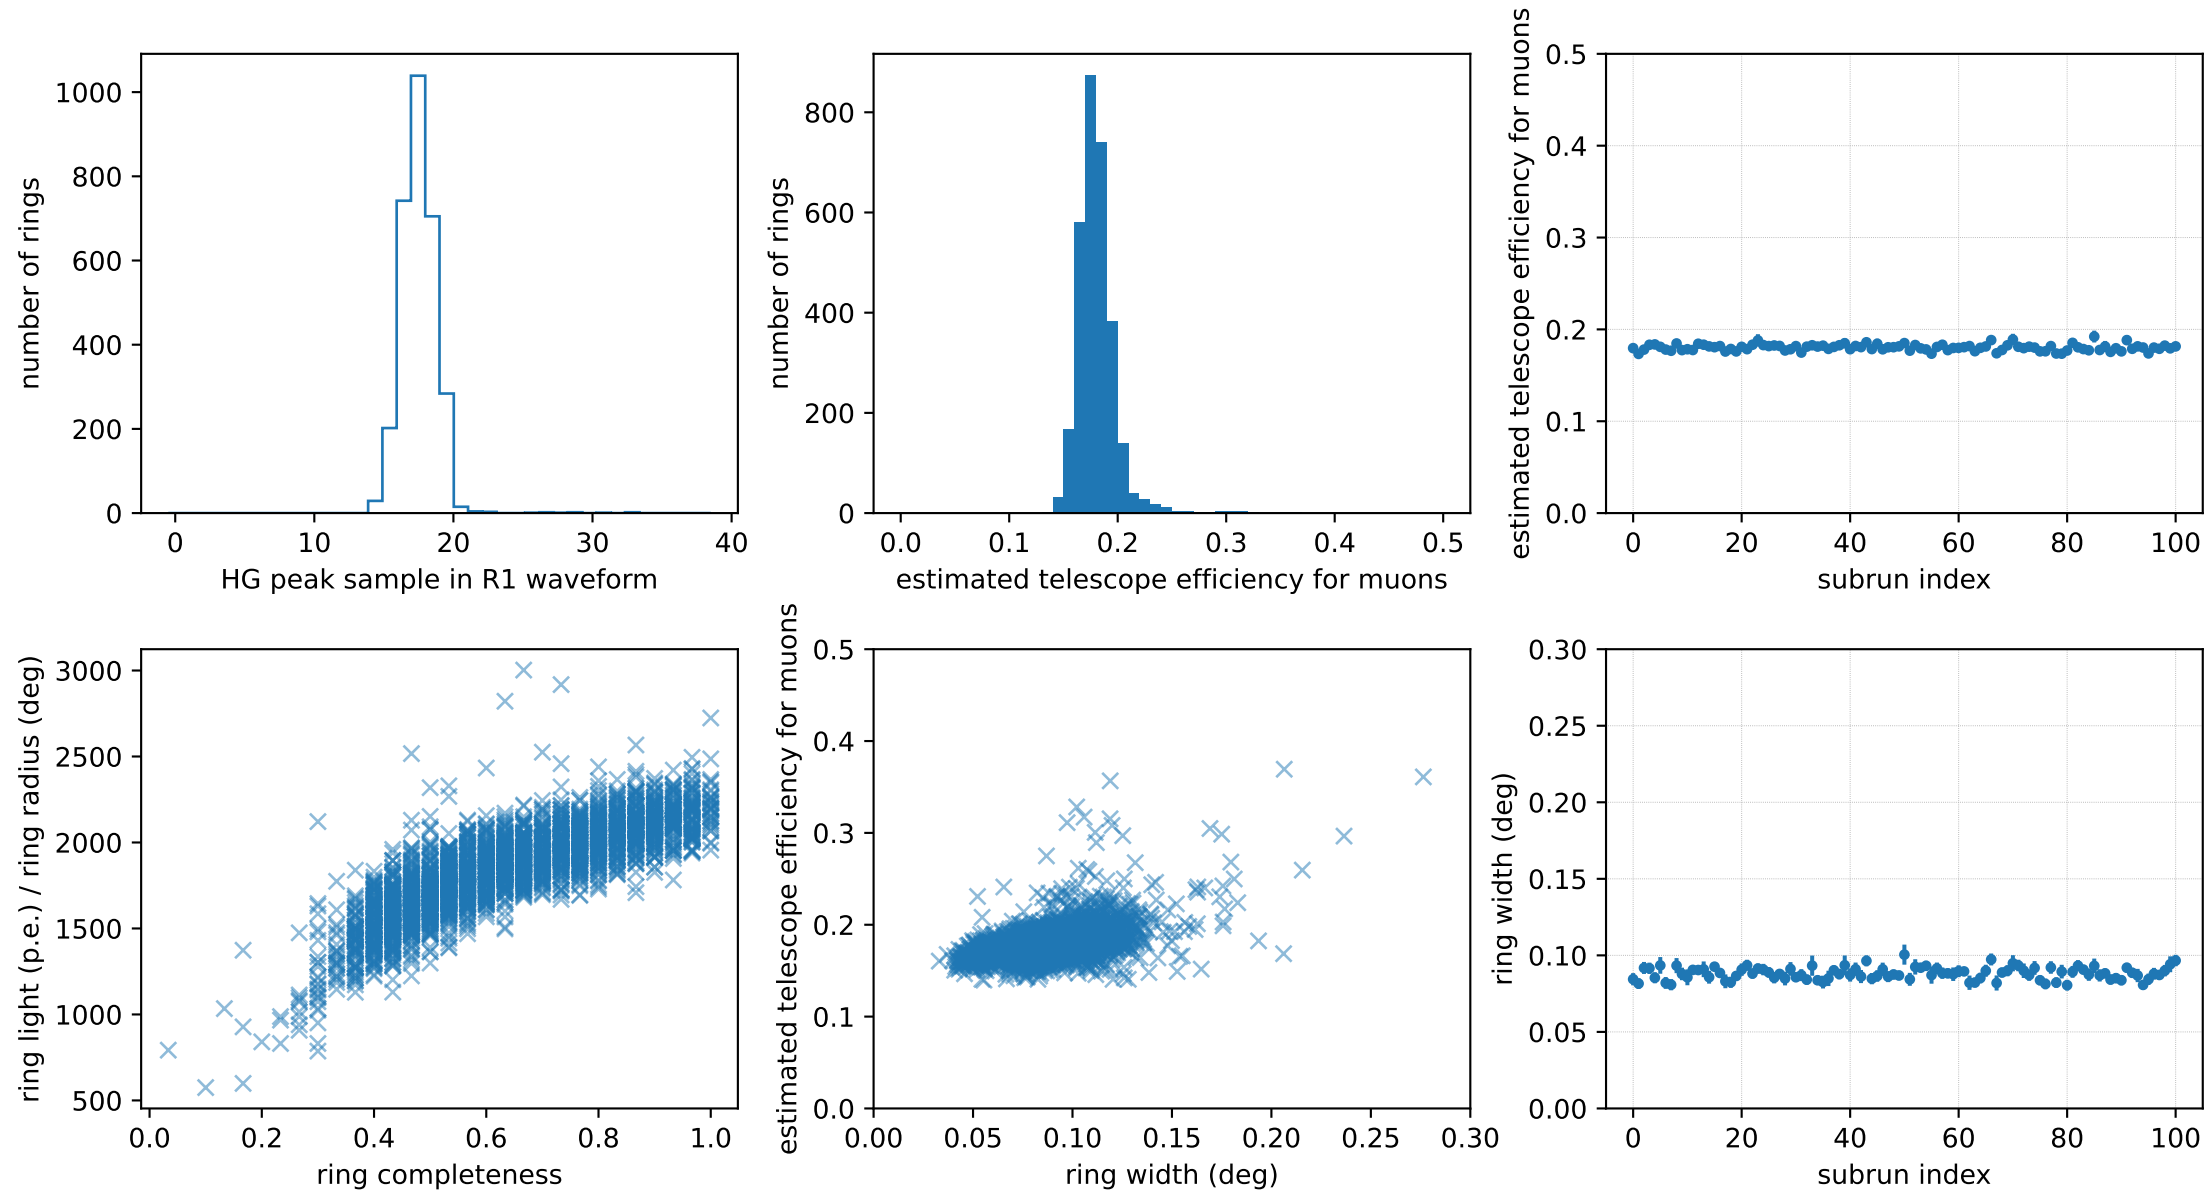 number of rings
1000
800
600
400
200
0
0 10 20 30 40
HG peak sample in R1 waveform
number of rings
800
600
400
200
0
0.0 0.1 0.2 0.3 0.4 0.5
estimated telescope efficiency for muons
estimated telescope efficiency for muons
0.5
0.4
0.3
0.2
0.1
0.0
0 20 40 60 80 100
subrun index
ring light (p.e.) / ring radius (deg)
3000
2500
2000
1500
1000
500
0.0 0.2 0.4 0.6 0.8 1.0
ring completeness
estimated telescope efficiency for muons
0.5
0.4
0.3
0.2
0.1
0.0
0.00 0.05 0.10 0.15 0.20 0.25 0.30
ring width (deg)
ring width (deg)
0.30
0.25
0.20
0.15
0.10
0.05
0.00
0 20 40 60 80 100
subrun index